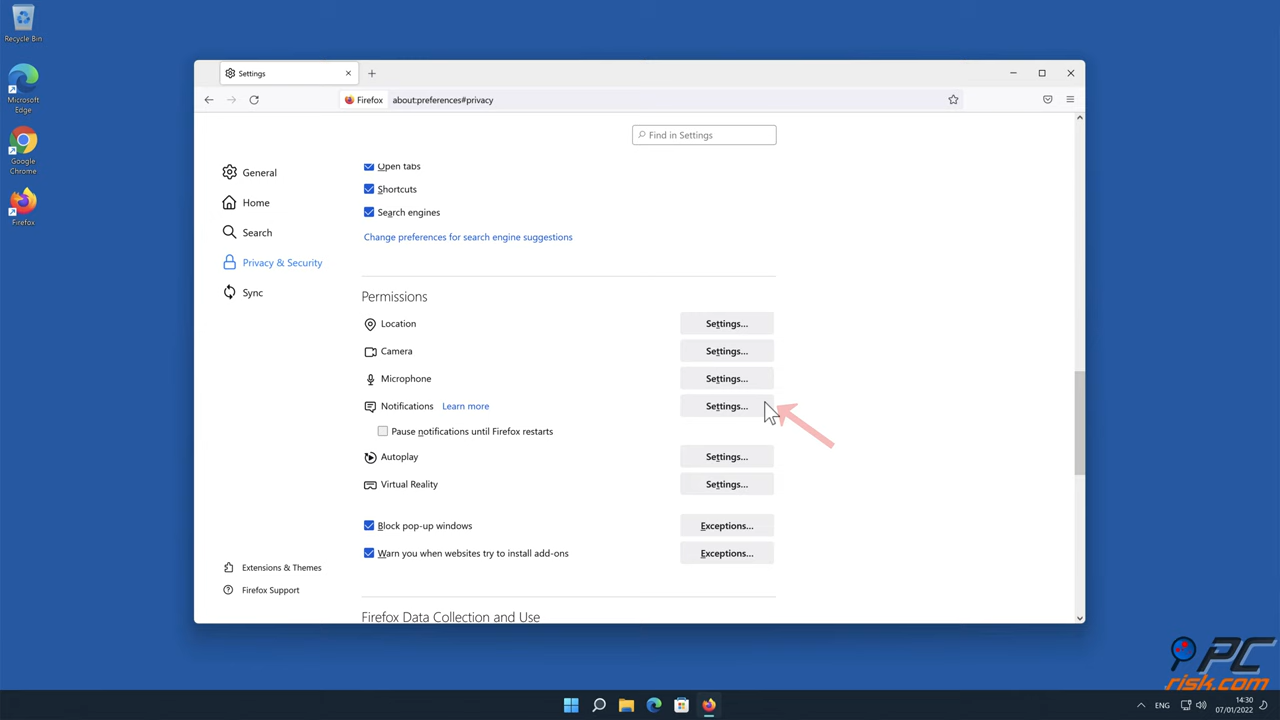 Recycle Bin
Microsoft
Edge
Google
Chrome
Firefox
Settings
Firefox about:preferences#privacy
Find in Settings
General
Home
Search
Privacy & Security
Sync
Extensions & Themes
Firefox Support
Open tabs
Shortcuts
Search engines
Change preferences for search engine suggestions
Permissions
Location Settings...
Camera Settings...
Microphone Settings...
Notifications Learn more Settings...
Pause notifications until Firefox restarts
Autoplay Settings...
Virtual Reality Settings...
Block pop-up windows Exceptions...
Warn you when websites try to install add-ons Exceptions...
Firefox Data Collection and Use
PC
risk.com
ENG
14:30
07/01/2022